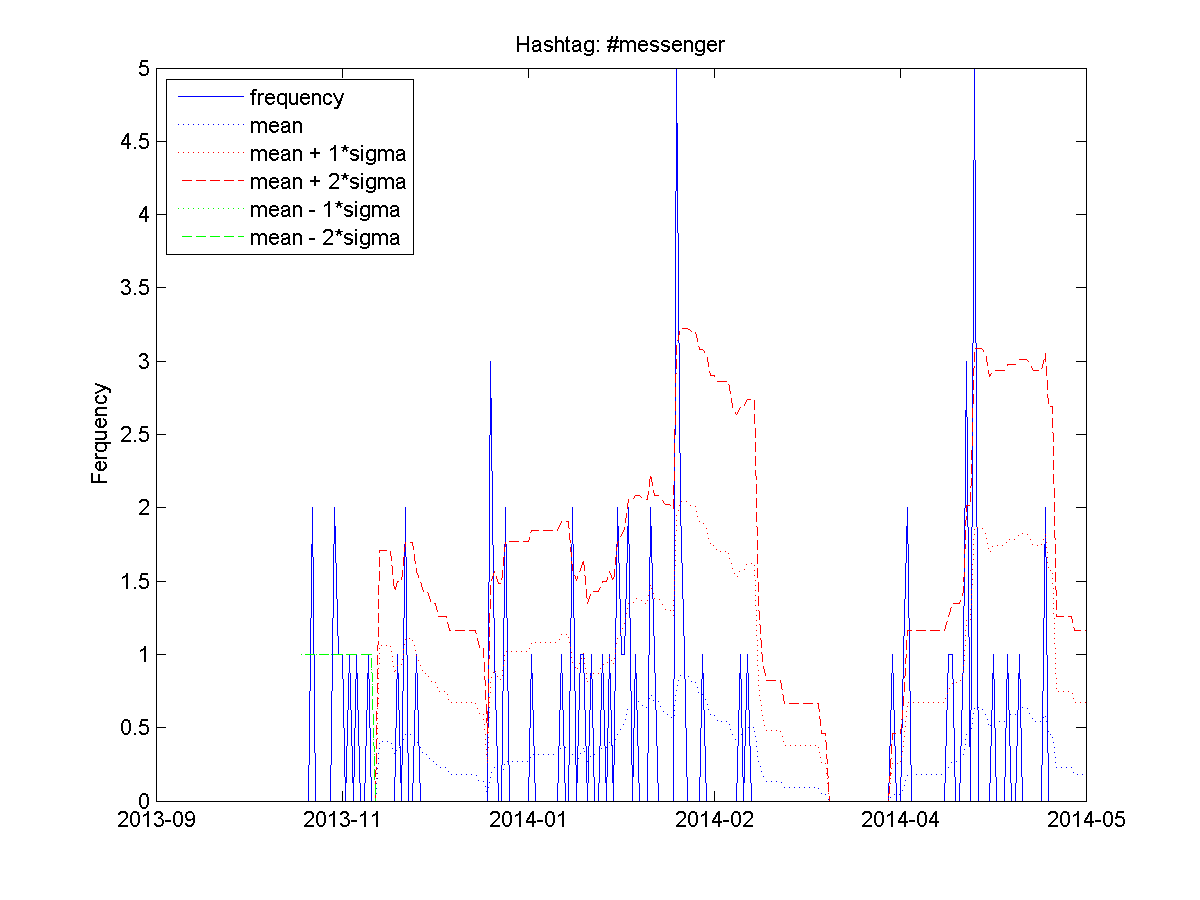 Hashtag: #messenger
5
4.5
4
3.5
3
2.5
2
1.5
1
0.5
0
Ferquency
frequency
mean
mean + 1*sigma
mean + 2*sigma
mean - 1*sigma
mean - 2*sigma
2013-09 2013-11 2014-01 2014-02 2014-04 2014-05